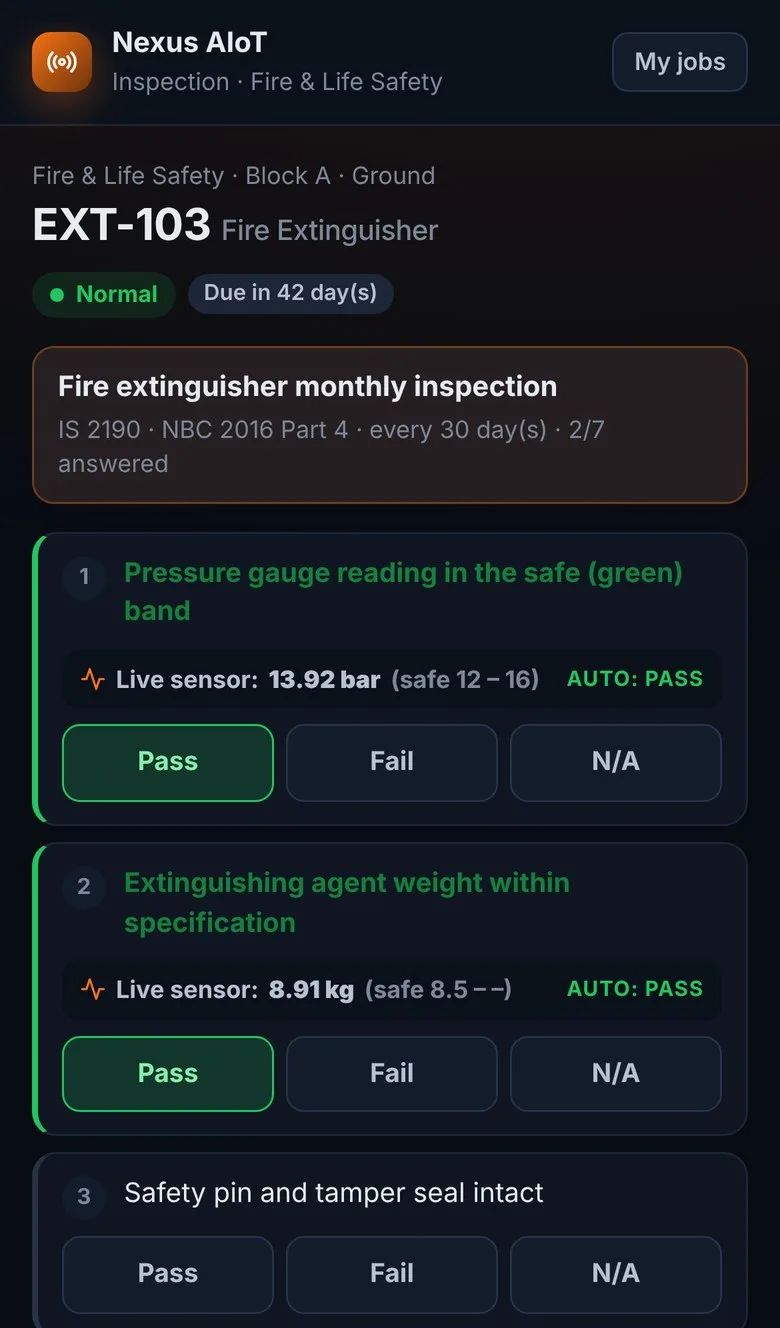 Nexus AIoT
Inspection · Fire & Life Safety
My jobs
Fire & Life Safety · Block A · Ground
EXT-103 Fire Extinguisher
Normal
Due in 42 day(s)
Fire extinguisher monthly inspection
IS 2190 · NBC 2016 Part 4 · every 30 day(s) · 2/7
answered
1
Pressure gauge reading in the safe (green)
band
Live sensor: 13.92 bar (safe 12 – 16) AUTO: PASS
Pass Fail N/A
2
Extinguishing agent weight within
specification
Live sensor: 8.91 kg (safe 8.5 – –) AUTO: PASS
Pass Fail N/A
3
Safety pin and tamper seal intact
Pass Fail N/A